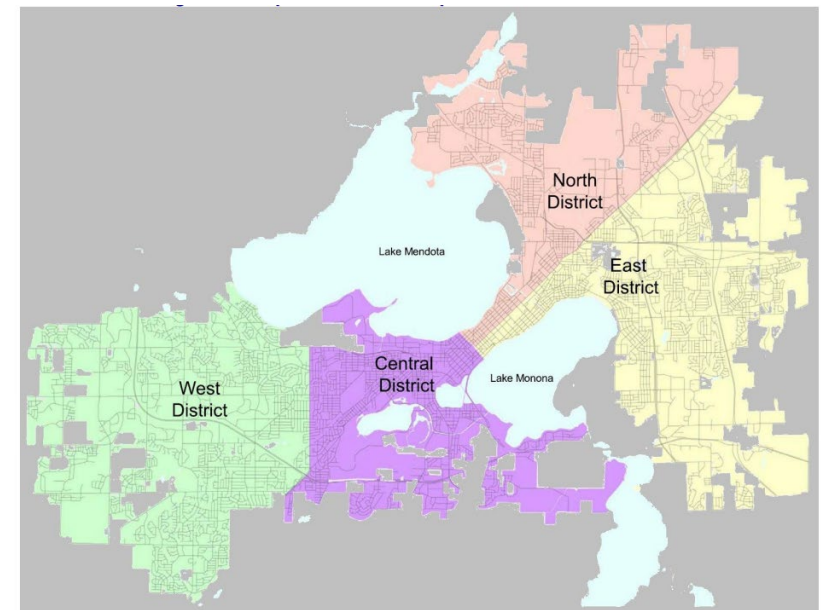 North
District
Lake Mendota
East
District
Central
District
Lake Monona
West
District